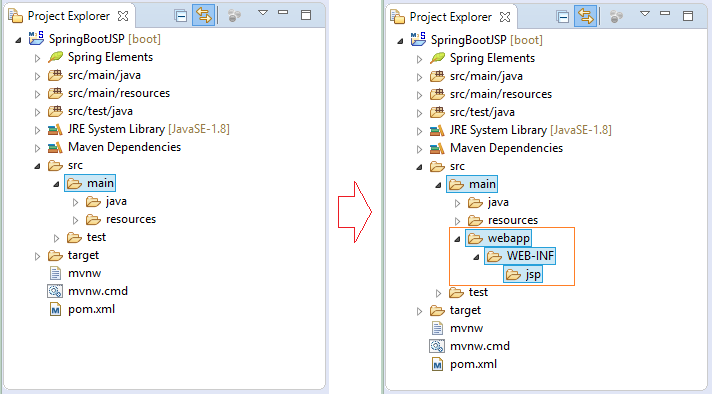 Project Explorer
SpringBootJSP [boot]
Spring Elements
src/main/java
src/main/resources
src/test/java
JRE System Library [JavaSE-1.8]
Maven Dependencies
src
main
java
resources
test
target
mvnw
mvnw.cmd
pom.xml
Project Explorer
SpringBootJSP [boot]
Spring Elements
src/main/java
src/main/resources
src/test/java
JRE System Library [JavaSE-1.8]
Maven Dependencies
src
main
java
resources
webapp
WEB-INF
jsp
test
target
mvnw
mvnw.cmd
pom.xml